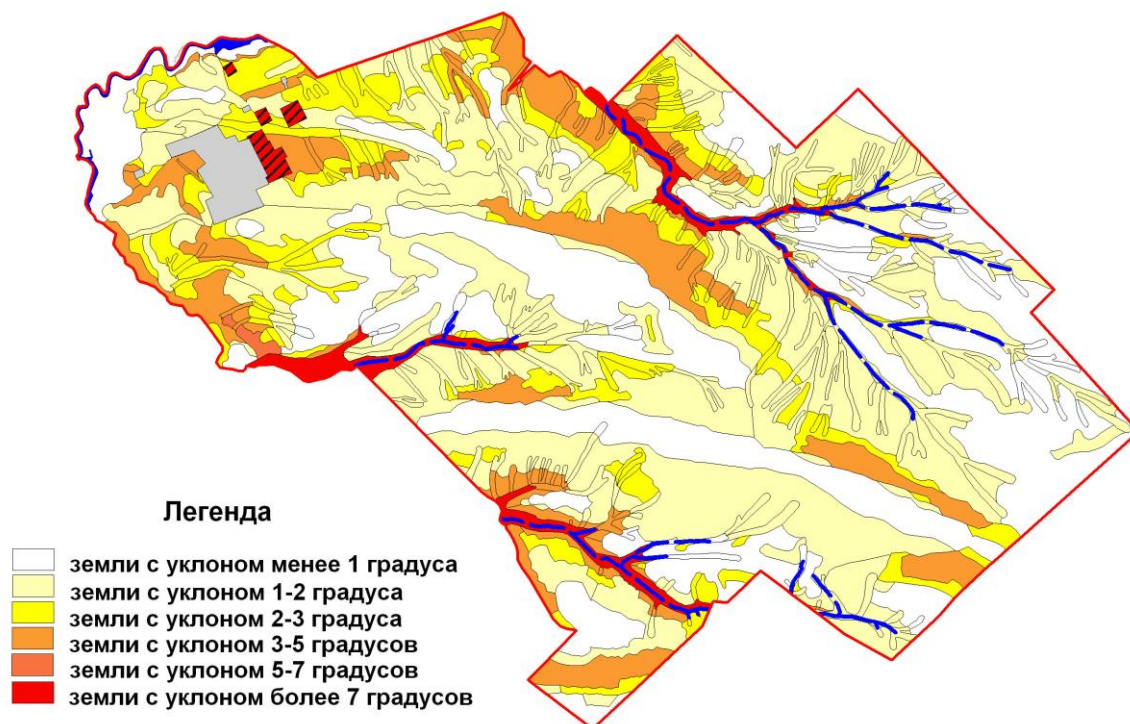 Легенда
земли с уклоном менее 1 градуса
земли с уклоном 1-2 градуса
земли с уклоном 2-3 градуса
земли с уклоном 3-5 градусов
земли с уклоном 5-7 градусов
земли с уклоном более 7 градусов